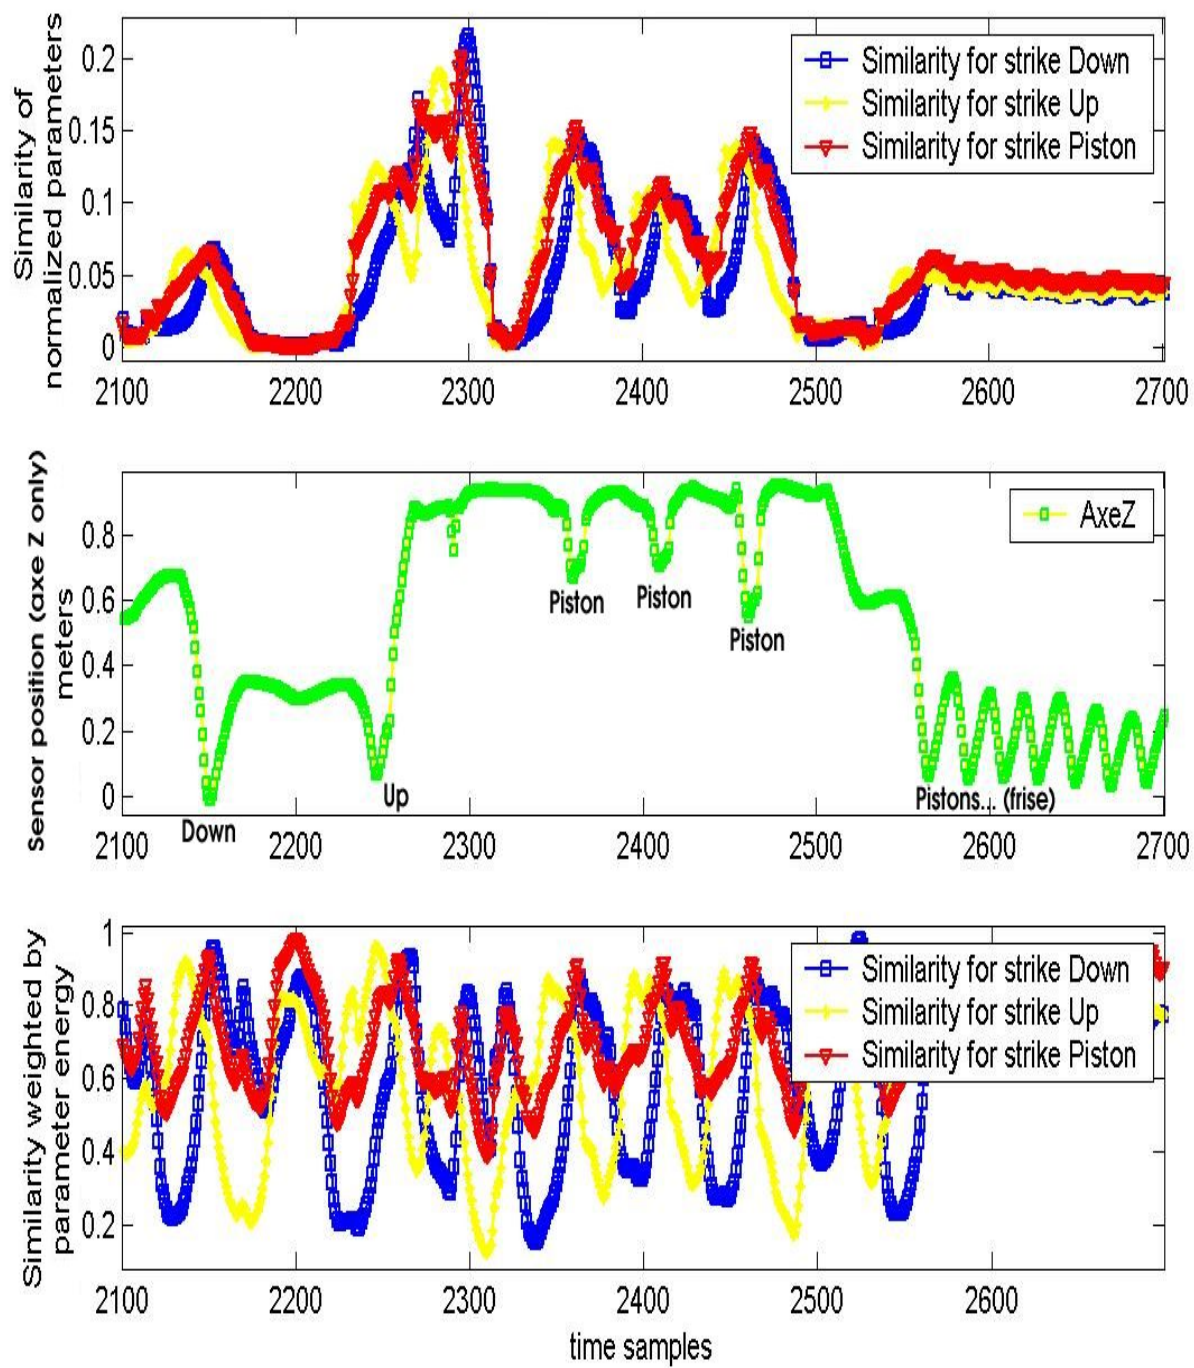 Similarity of
normalized parameters
0.2
0.15
0.1
0.05
0
Similarity for strike Down
Similarity for strike Up
Similarity for strike Piston
2100 2200 2300 2400 2500 2600 2700
Sensor position (axe Z only)
meters
0.8
0.6
0.4
0.2
0
AxeZ
Piston
Piston
Piston
Up
Down
Pistons... (frise)
2100 2200 2300 2400 2500 2600 2700
Similarity weighted by
parameter energy
1
0.8
0.6
0.4
0.2
Similarity for strike Down
Similarity for strike Up
Similarity for strike Piston
2100 2200 2300 2400 2500 2600
time samples